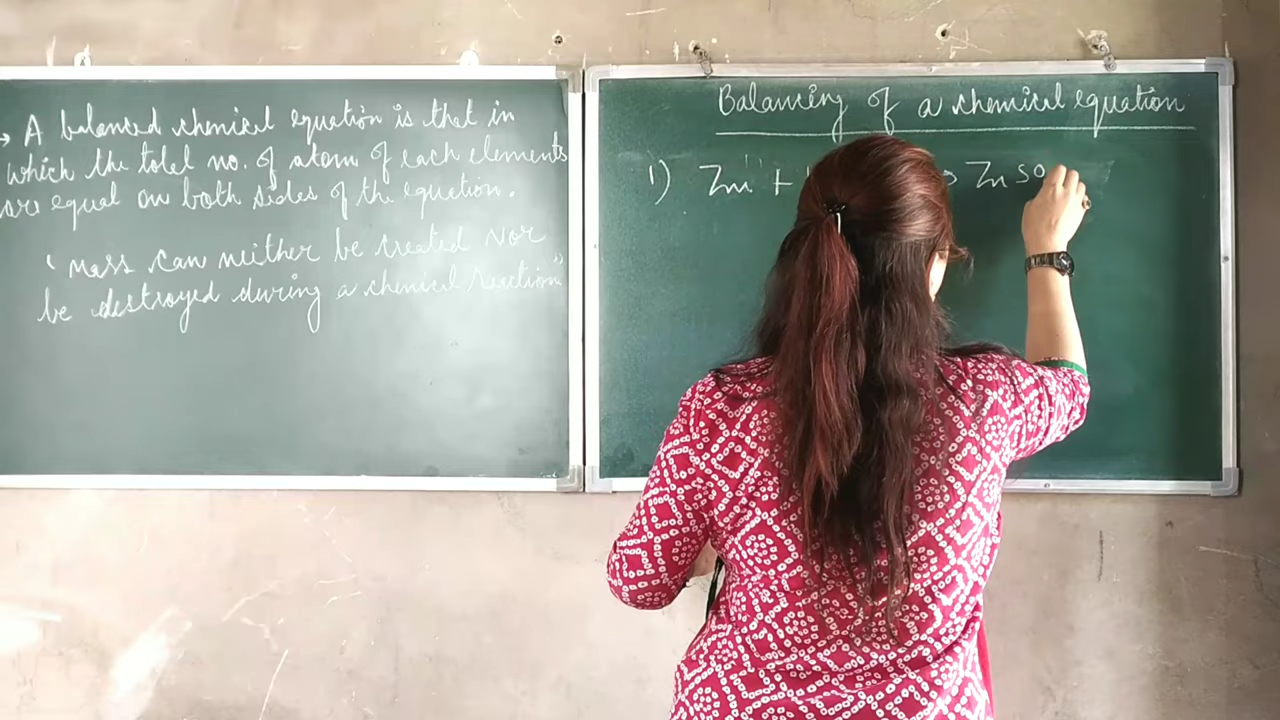 → A balanced chemical equation is that in
which the total no. of atom of each elements
are equal on both sides of the equation.
‘ Mass can neither be created Nor
be destroyed during a chemical reaction”
Balancing of a chemical equation
1) Zn + → ZnSO